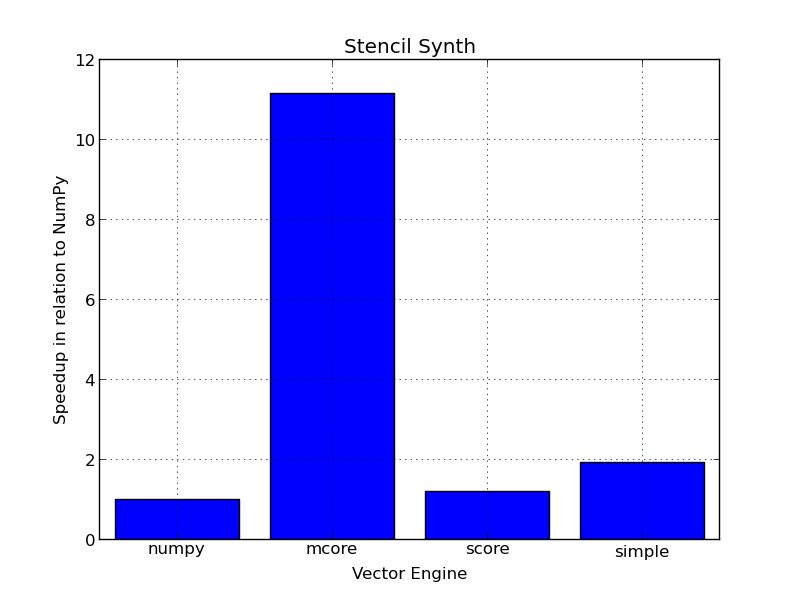 Stencil Synth
12
10
8
6
4
2
0
Speedup in relation to NumPy
numpy mcore score simple
Vector Engine